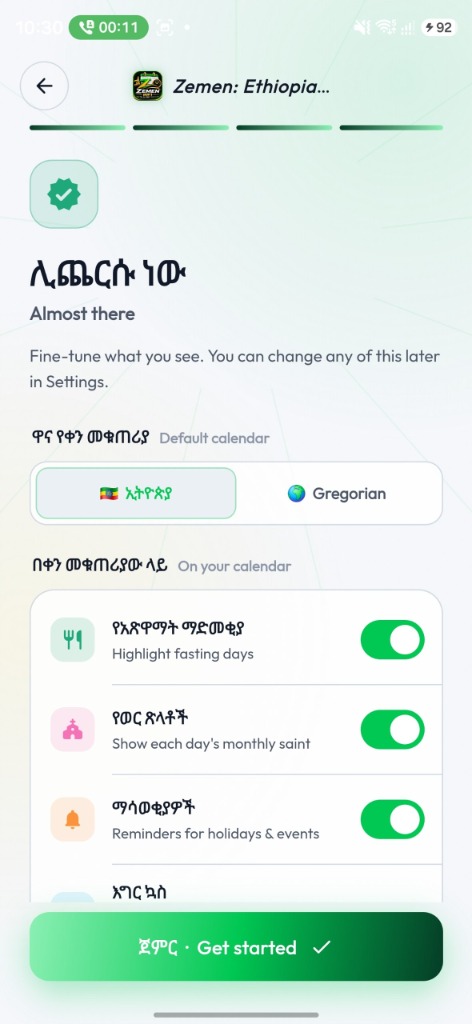 10:30 00:11 92
Zemen: Ethiopia...
ሊጨርሱ ነው
Almost there
Fine-tune what you see. You can change any of this later
in Settings.
ዋና የቀን መቁጠሪያ Default calendar
ኢትዮጵያ Gregorian
በቀን መቁጠሪያው ላይ On your calendar
የአጽዋማት ማድመቂያ
Highlight fasting days
የወር ጽላቶች
Show each day's monthly saint
ማሳወቂያዎች
Reminders for holidays & events
እግር ኳስ
ጀምር · Get started